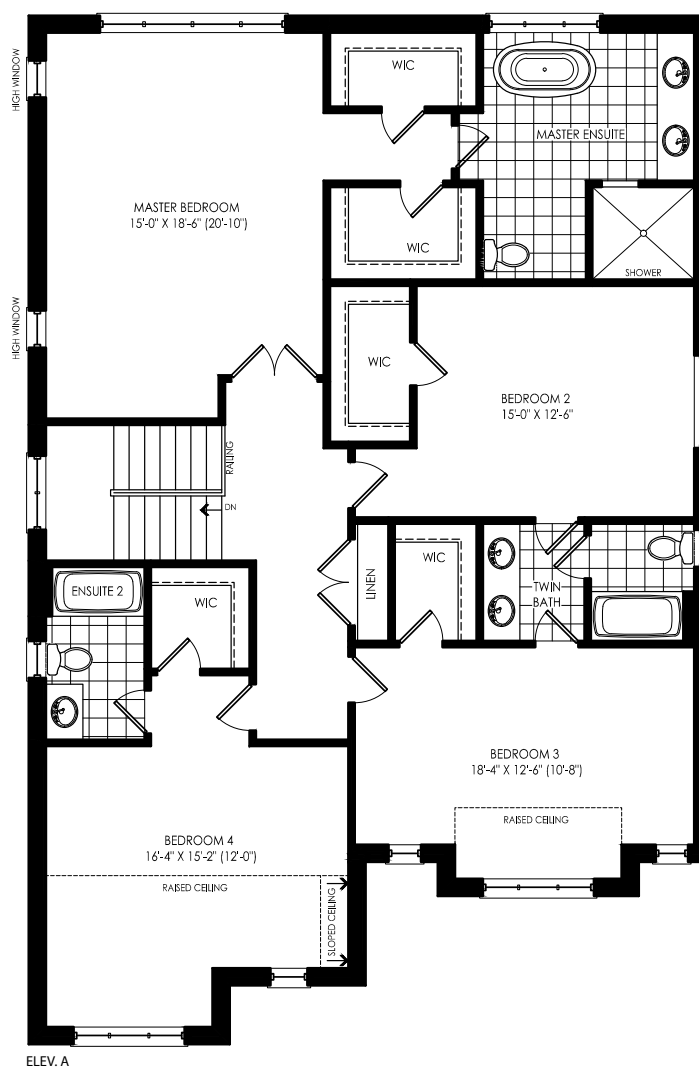 HIGH WINDOW
WIC
MASTER ENSUITE
MASTER BEDROOM
15'-0" X 18'-6" (20'-10")
WIC
SHOWER
HIGH WINDOW
WIC
BEDROOM 2
15'-0" X 12'-6"
RAILING
DN
ENSUITE 2
WIC
LINEN
WIC
TWIN
BATH
BEDROOM 3
18'-4" X 12'-6" (10'-8")
RAISED CEILING
BEDROOM 4
16'-4" X 15'-2" (12'-0")
RAISED CEILING
SLOPED CEILING
ELEV. A